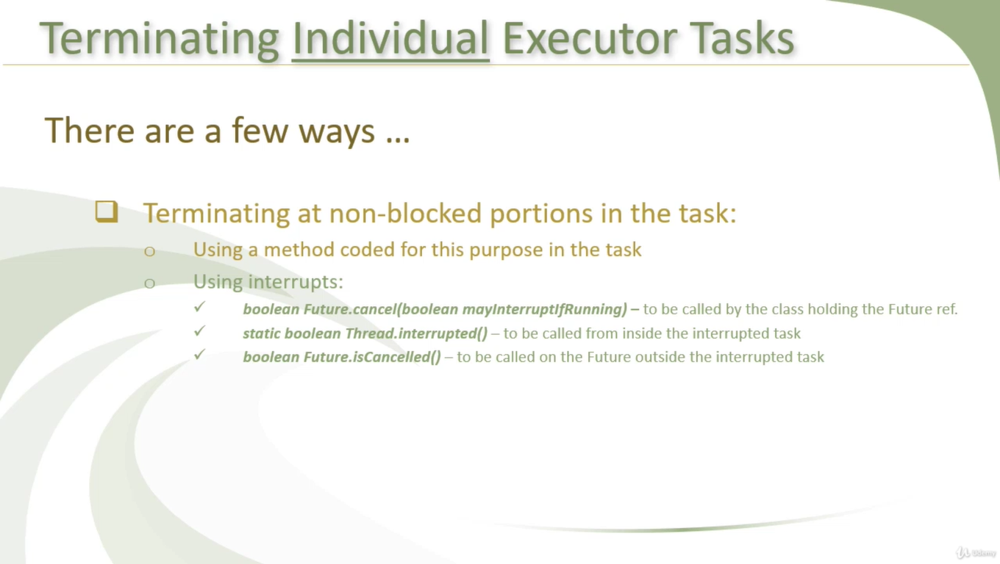 Terminating Individual Executor Tasks
There are a few ways ...
Terminating at non-blocked portions in the task:
Using a method coded for this purpose in the task
Using interrupts:
boolean Future.cancel(boolean mayInterruptIfRunning) – to be called by the class holding the Future ref.
static boolean Thread.interrupted() – to be called from inside the interrupted task
boolean Future.isCancelled() – to be called on the Future outside the interrupted task
Udemy